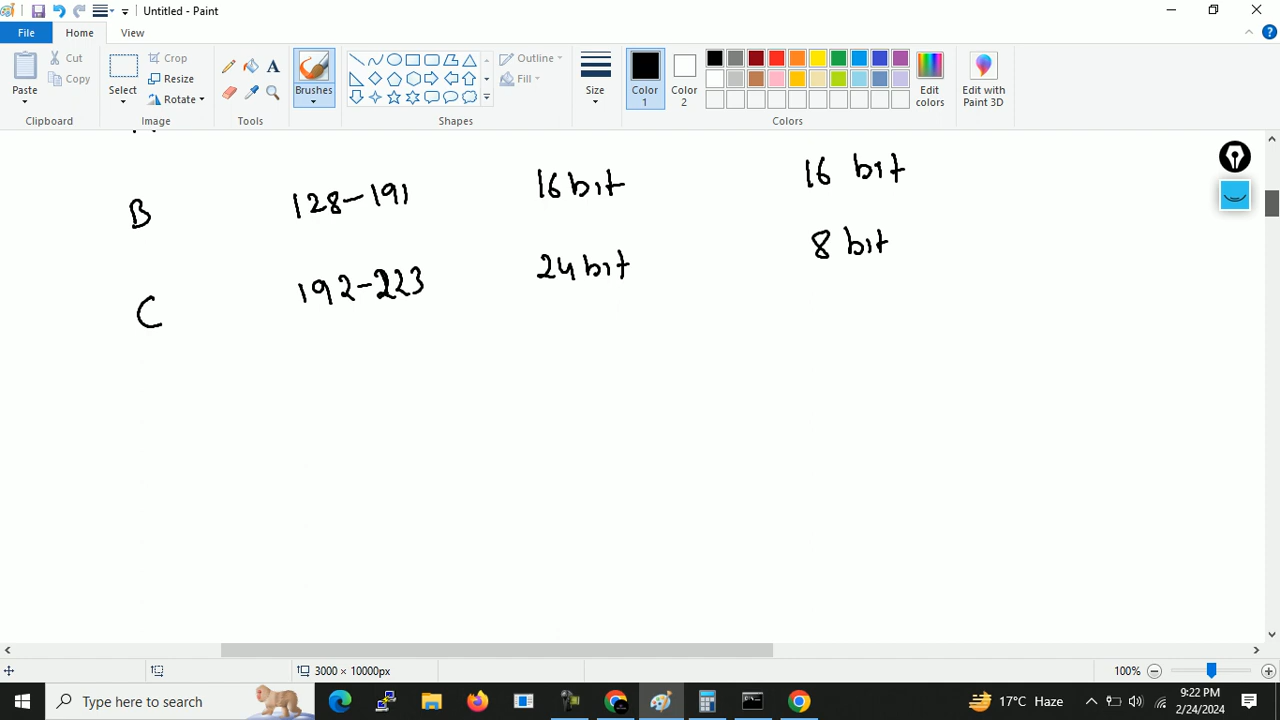 Untitled - Paint
File Home View
Paste Cut Copy Select Crop Resize Rotate Brushes Outline Fill Size Color 1 Color 2 Edit colors Edit with Paint 3D
Clipboard Image Tools Shapes Colors
B 128-191 16 bit 16 bit
C 192-223 24 bit 8 bit
3000 × 10000px 100%
Type here to search 17°C Haze 9:22 PM
2/24/2024